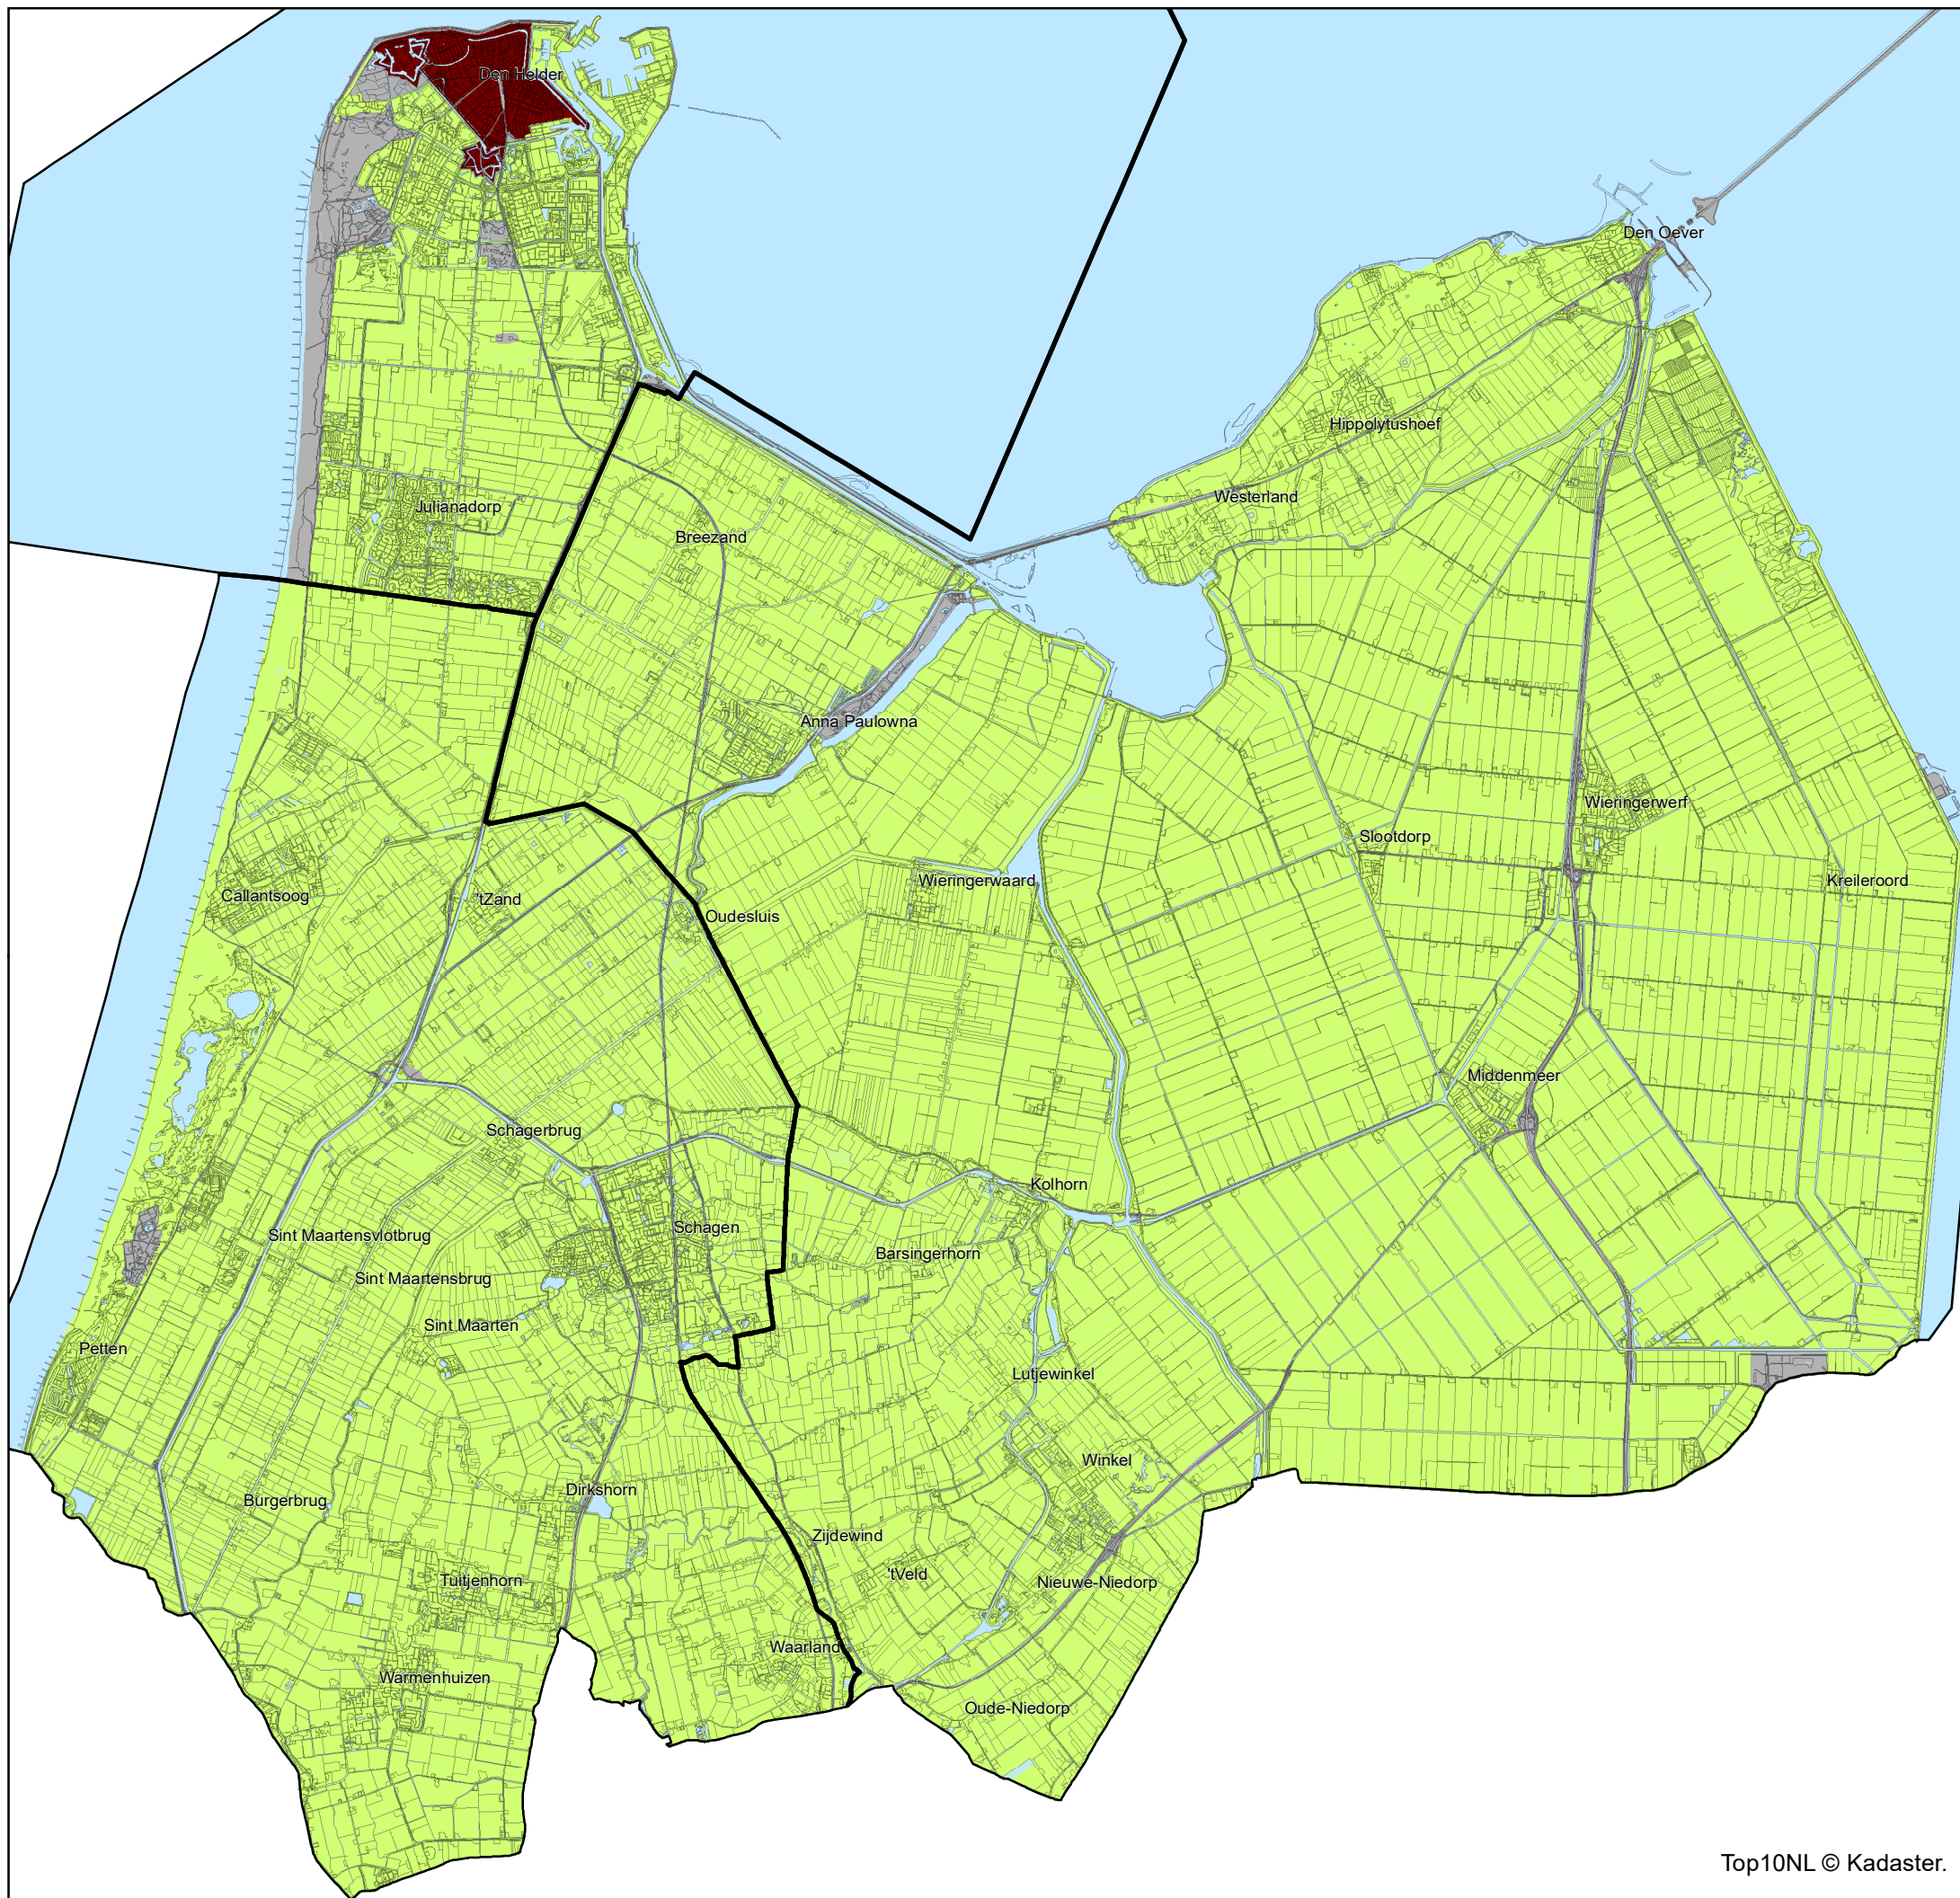 Den Helder
Den Oever
Hippolytushoef
Westerland
Julianadorp
Breezand
Anna Paulowna
Wieringerwerf
Slootdorp
Wieringerwaard
Kreileroord
Callantsoog
'tZand
Oudesluis
Middenmeer
Schagerbrug
Kolhorn
Schagen
Sint Maartensvlotbrug
Barsingerhorn
Sint Maartensbrug
Sint Maarten
Petten
Lutjewinkel
Winkel
Dirkshorn
Burgerbrug
Zijdewind
'tVeld
Tuitjenhorn
Nieuwe-Niedorp
Waarland
Warmenhuizen
Oude-Niedorp
Top10NL © Kadaster.